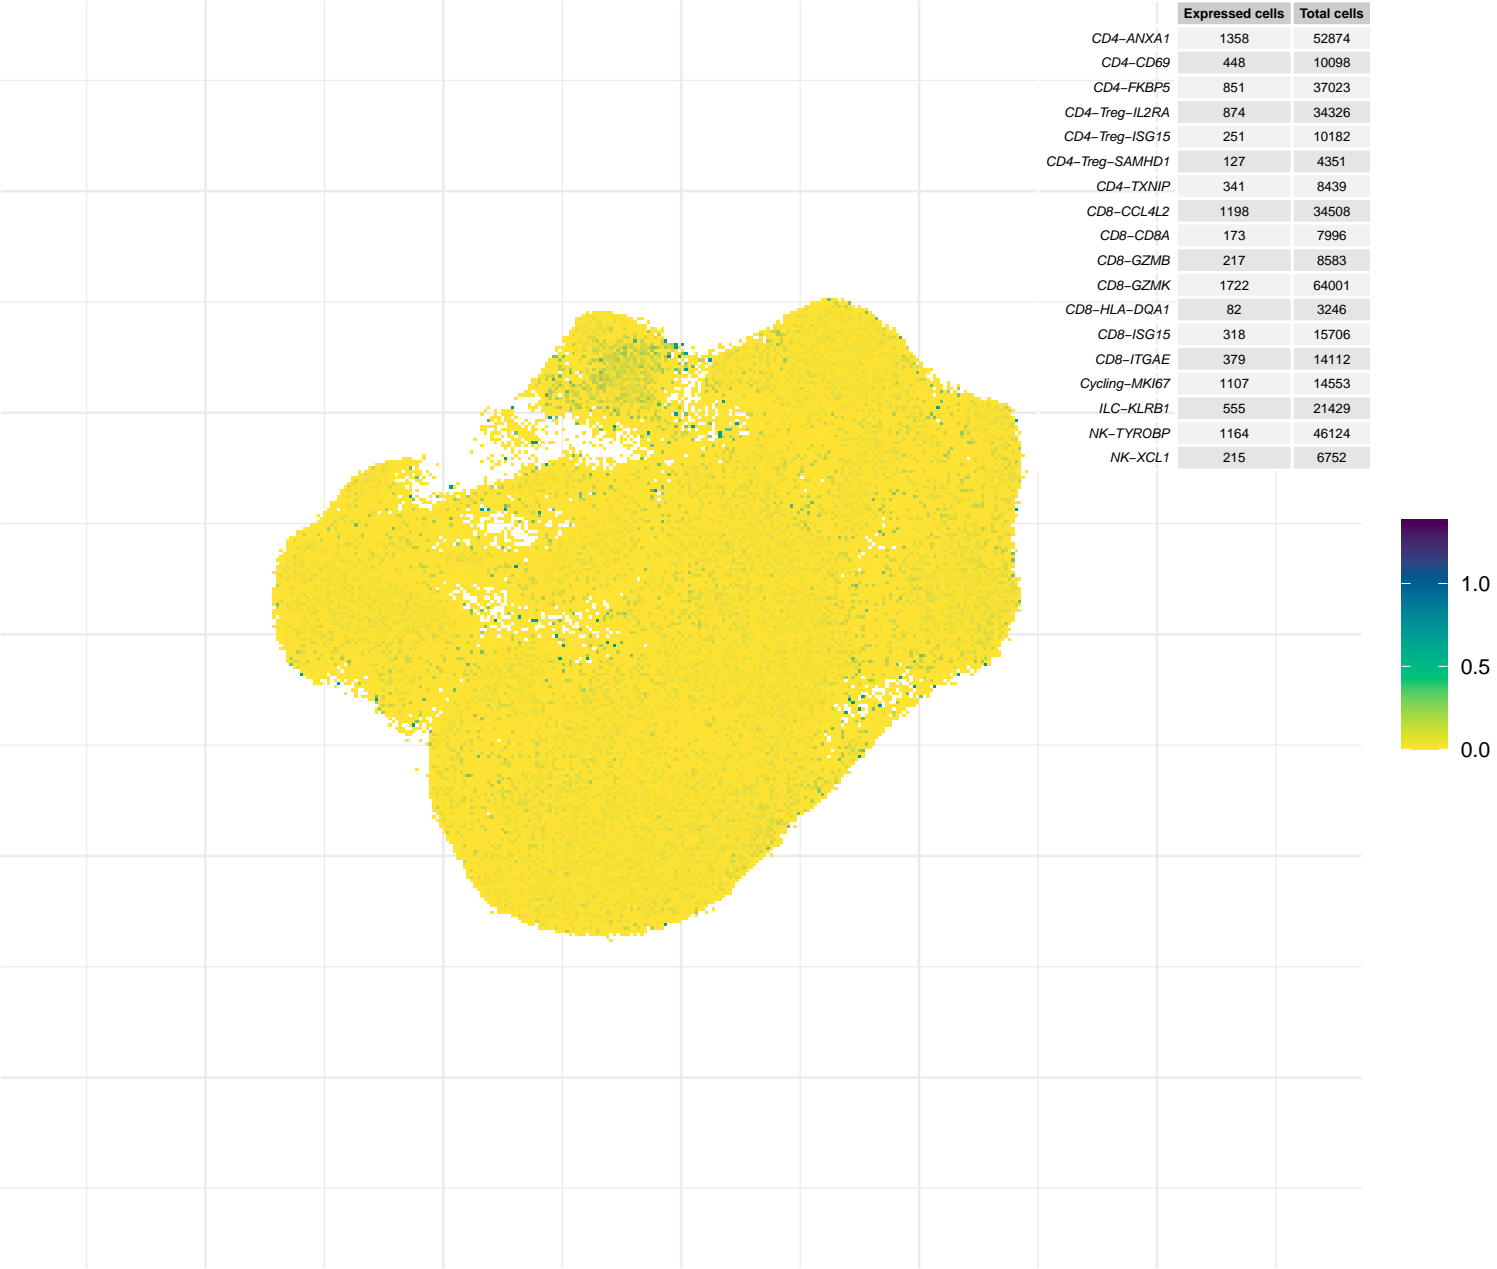 Expressed cells Total cells
CD4−ANXA1 1358 52874
CD4−CD69 448 10098
CD4−FKBP5 851 37023
CD4−Treg−IL2RA 874 34326
CD4−Treg−ISG15 251 10182
CD4−Treg−SAMHD1 127 4351
CD4−TXNIP 341 8439
CD8−CCL4L2 1198 34508
CD8−CD8A 173 7996
CD8−GZMB 217 8583
CD8−GZMK 1722 64001
CD8−HLA−DQA1 82 3246
CD8−ISG15 318 15706
CD8−ITGAE 379 14112
Cycling−MKI67 1107 14553
ILC−KLRB1 555 21429
NK−TYROBP 1164 46124
NK−XCL1 215 6752
1.0
0.5
0.0